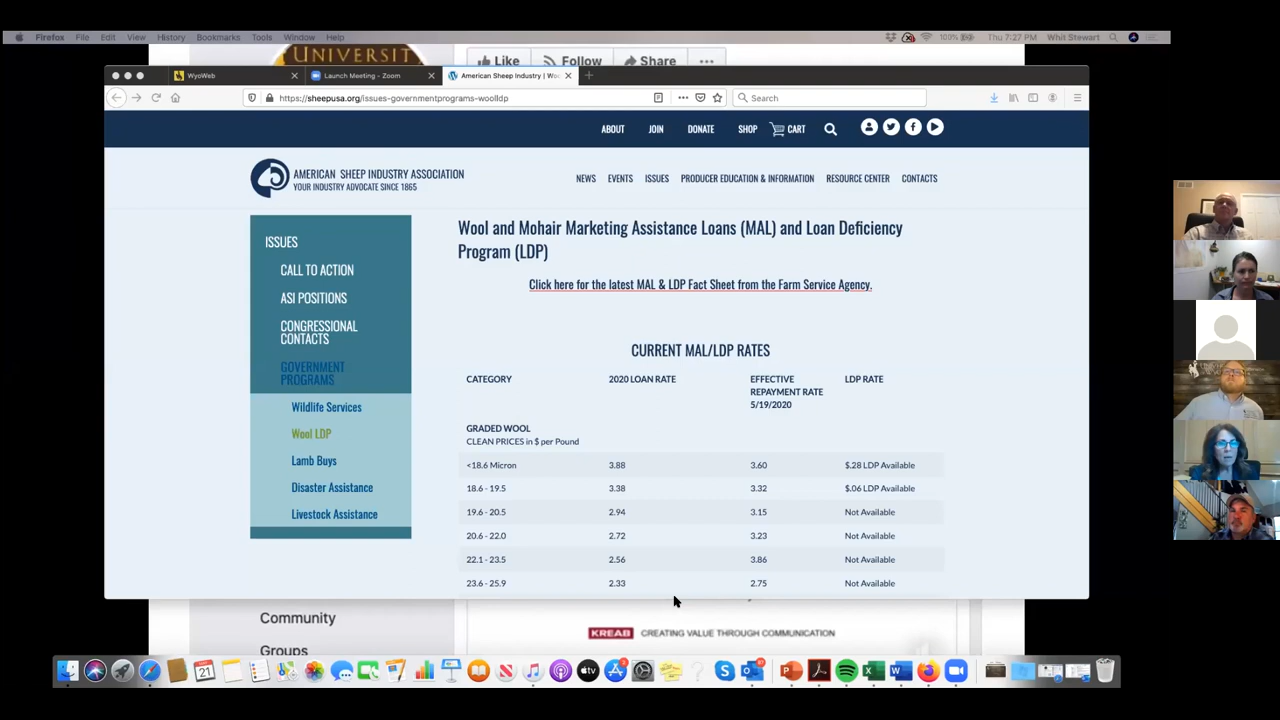 Firefox File Edit View History Bookmarks Tools Window Help
100% Thu 7:27 PM Whit Stewart
UNIVERSIT
Like Follow Share
WyoWeb
Launch Meeting - Zoom
American Sheep Industry | Wo
https://sheepusa.org/issues-governmentprograms-woolldp
Search
ABOUT JOIN DONATE SHOP CART
AMERICAN SHEEP INDUSTRY ASSOCIATION
YOUR INDUSTRY ADVOCATE SINCE 1865
NEWS EVENTS ISSUES PRODUCER EDUCATION & INFORMATION RESOURCE CENTER CONTACTS
ISSUES
CALL TO ACTION
ASI POSITIONS
CONGRESSIONAL
CONTACTS
GOVERNMENT
PROGRAMS
Wildlife Services
Wool LDP
Lamb Buys
Disaster Assistance
Livestock Assistance
Wool and Mohair Marketing Assistance Loans (MAL) and Loan Deficiency
Program (LDP)
Click here for the latest MAL & LDP Fact Sheet from the Farm Service Agency.
CURRENT MAL/LDP RATES
CATEGORY 2020 LOAN RATE EFFECTIVE LDP RATE
REPAYMENT RATE
5/19/2020
GRADED WOOL
CLEAN PRICES in $ per Pound
<18.6 Micron 3.88 3.60 $.28 LDP Available
18.6 - 19.5 3.38 3.32 $.06 LDP Available
19.6 - 20.5 2.94 3.15 Not Available
20.6 - 22.0 2.72 3.23 Not Available
22.1 - 23.5 2.56 3.86 Not Available
23.6 - 25.9 2.33 2.75 Not Available
Community
Groups
KREAB CREATING VALUE THROUGH COMMUNICATION
21
tv